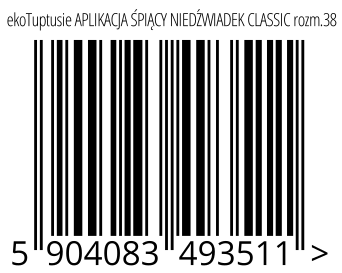 ekoTuptusie APLIKACJA ŚPIĄCY NIEDŹWIADEK CLASSIC rozm.38
5 904083 493511 >